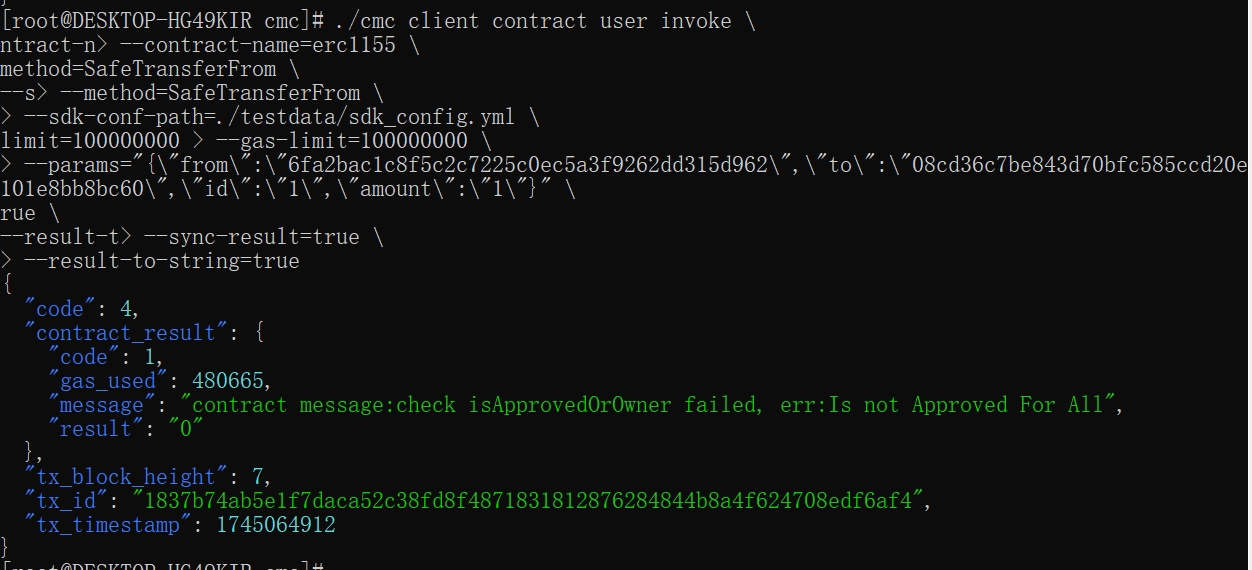 [root@DESKTOP-HG49KIR cmc]# ./cmc client contract user invoke \
ntract-n> --contract-name=erc1155 \
method=SafeTransferFrom \
--s> --method=SafeTransferFrom \
> --sdk-conf-path=./testdata/sdk_config.yml \
limit=100000000 > --gas-limit=100000000 \
> --params="{\"from\":\"6fa2bac1c8f5c2c7225c0ec5a3f9262dd315d962\",\"to\":\"08cd36c7be843d70bfc585ccd20e
101e8bb8bc60\",\"id\":\"1\",\"amount\":\"1\"}" \
rue \
--result-t> --sync-result=true \
> --result-to-string=true
{
"code": 4,
"contract_result": {
"code": 1,
"gas_used": 480665,
"message": "contract message:check isApprovedOrOwner failed, err:Is not Approved For All",
"result": "0"
},
"tx_block_height": 7,
"tx_id": "1837b74ab5e1f7daca52c38fd8f4871831812876284844b8a4f624708edf6af4",
"tx_timestamp": 1745064912
}
[root@DESKTOP-HG49KIR cmc]#